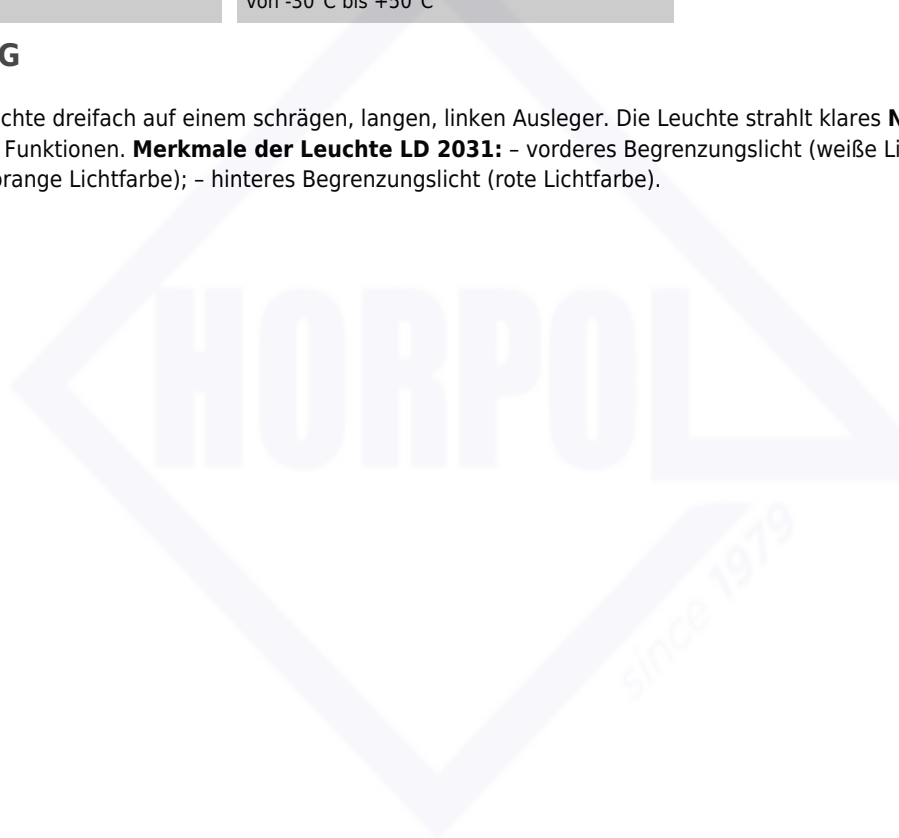 von -30°C bis +50°C
G
chte dreifach auf einem schrägen, langen, linken Ausleger. Die Leuchte strahlt klares N
Funktionen. Merkmale der Leuchte LD 2031: – vorderes Begrenzungslicht (weiße Li
orange Lichtfarbe); – hinteres Begrenzungslicht (rote Lichtfarbe).
HORPOL
since 1979